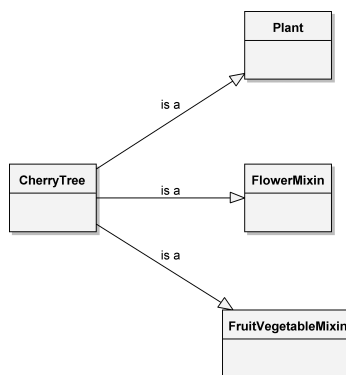 Plant
is a
CherryTree
is a
FlowerMixin
is a
FruitVegetableMixin